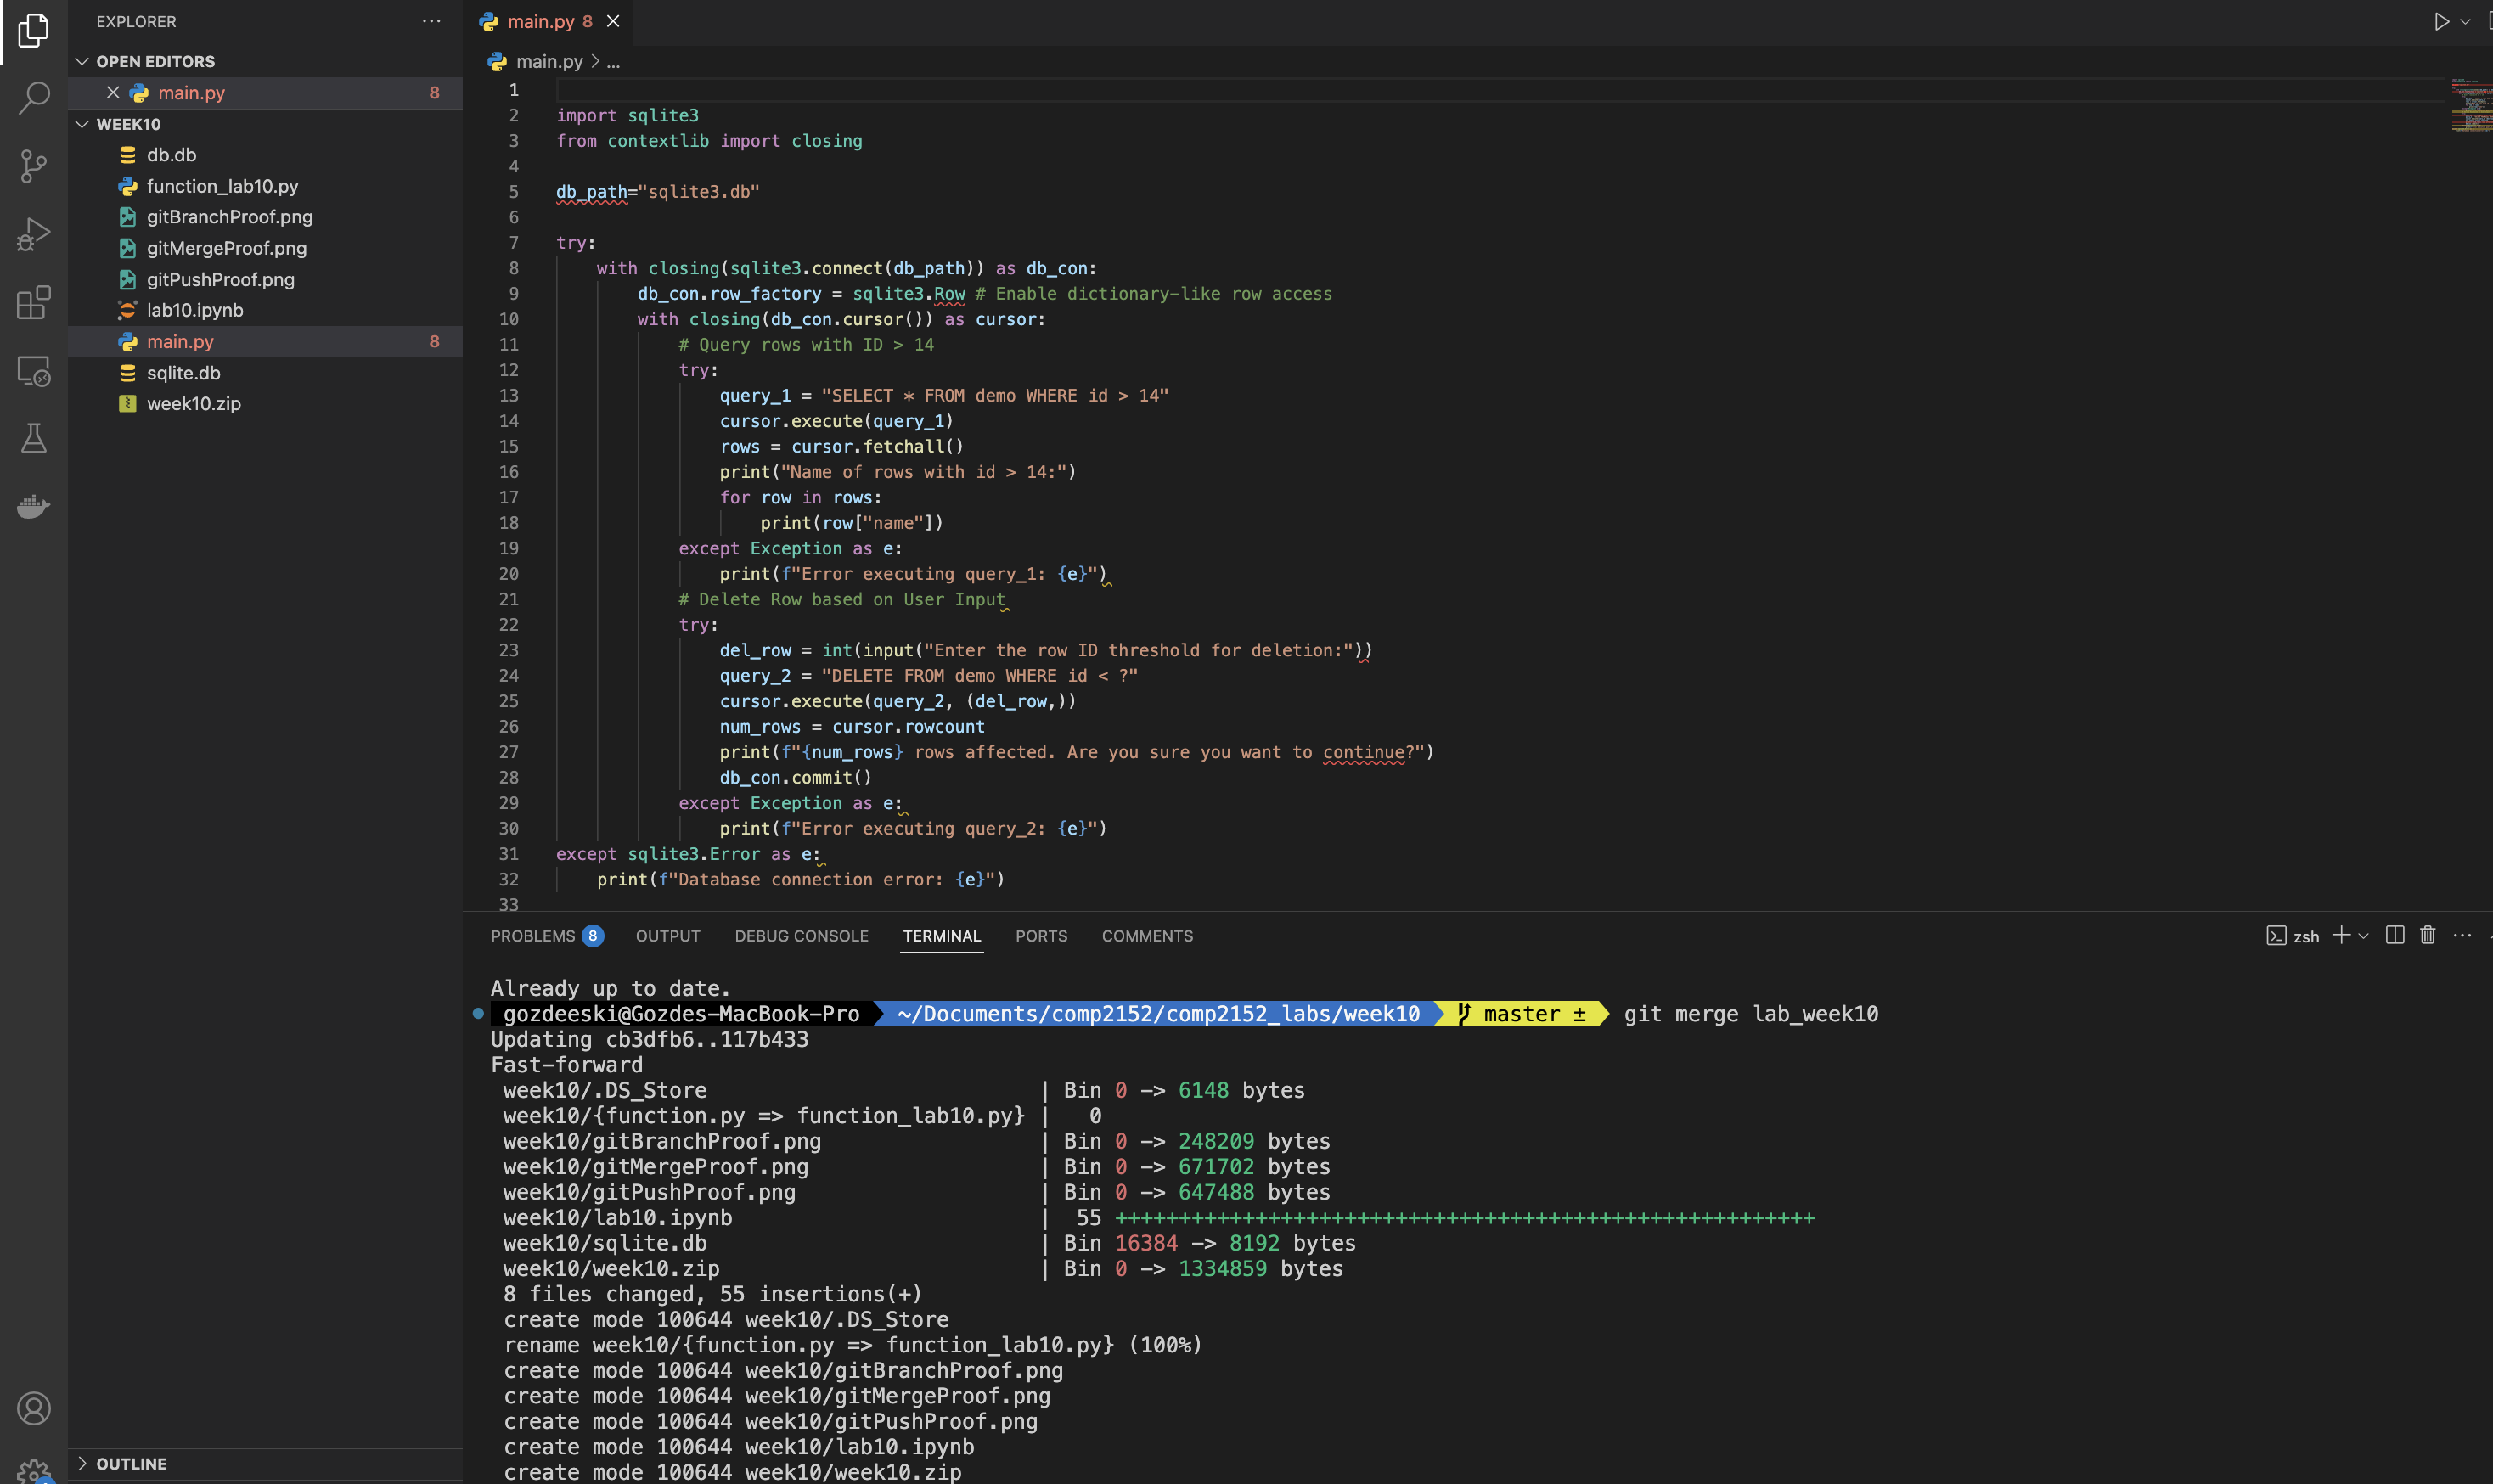 EXPLORER
OPEN EDITORS
main.py 8
WEEK10
db.db
function_lab10.py
gitBranchProof.png
gitMergeProof.png
gitPushProof.png
lab10.ipynb
main.py 8
sqlite.db
week10.zip
OUTLINE
main.py 8
main.py > ...
1
2 import sqlite3
3 from contextlib import closing
4
5 db_path="sqlite3.db"
6
7 try:
8     with closing(sqlite3.connect(db_path)) as db_con:
9         db_con.row_factory = sqlite3.Row # Enable dictionary-like row access
10         with closing(db_con.cursor()) as cursor:
11             # Query rows with ID > 14
12             try:
13                 query_1 = "SELECT * FROM demo WHERE id > 14"
14                 cursor.execute(query_1)
15                 rows = cursor.fetchall()
16                 print("Name of rows with id > 14:")
17                 for row in rows:
18                     print(row["name"])
19             except Exception as e:
20                 print(f"Error executing query_1: {e}")
21             # Delete Row based on User Input
22             try:
23                 del_row = int(input("Enter the row ID threshold for deletion:"))
24                 query_2 = "DELETE FROM demo WHERE id < ?"
25                 cursor.execute(query_2, (del_row,))
26                 num_rows = cursor.rowcount
27                 print(f"{num_rows} rows affected. Are you sure you want to continue?")
28                 db_con.commit()
29             except Exception as e:
30                 print(f"Error executing query_2: {e}")
31 except sqlite3.Error as e:
32     print(f"Database connection error: {e}")
33
PROBLEMS 8 OUTPUT DEBUG CONSOLE TERMINAL PORTS COMMENTS zsh
Already up to date.
gozdeeski@Gozdes-MacBook-Pro ~/Documents/comp2152/comp2152_labs/week10 master ± git merge lab_week10
Updating cb3dfb6..117b433
Fast-forward
week10/.DS_Store | Bin 0 -> 6148 bytes
week10/{function.py => function_lab10.py} | 0
week10/gitBranchProof.png | Bin 0 -> 248209 bytes
week10/gitMergeProof.png | Bin 0 -> 671702 bytes
week10/gitPushProof.png | Bin 0 -> 647488 bytes
week10/lab10.ipynb | 55 +++++++++++++++++++++++++++++++++++++++++++++++++++++++
week10/sqlite.db | Bin 16384 -> 8192 bytes
week10/week10.zip | Bin 0 -> 1334859 bytes
8 files changed, 55 insertions(+)
create mode 100644 week10/.DS_Store
rename week10/{function.py => function_lab10.py} (100%)
create mode 100644 week10/gitBranchProof.png
create mode 100644 week10/gitMergeProof.png
create mode 100644 week10/gitPushProof.png
create mode 100644 week10/lab10.ipynb
create mode 100644 week10/week10.zip